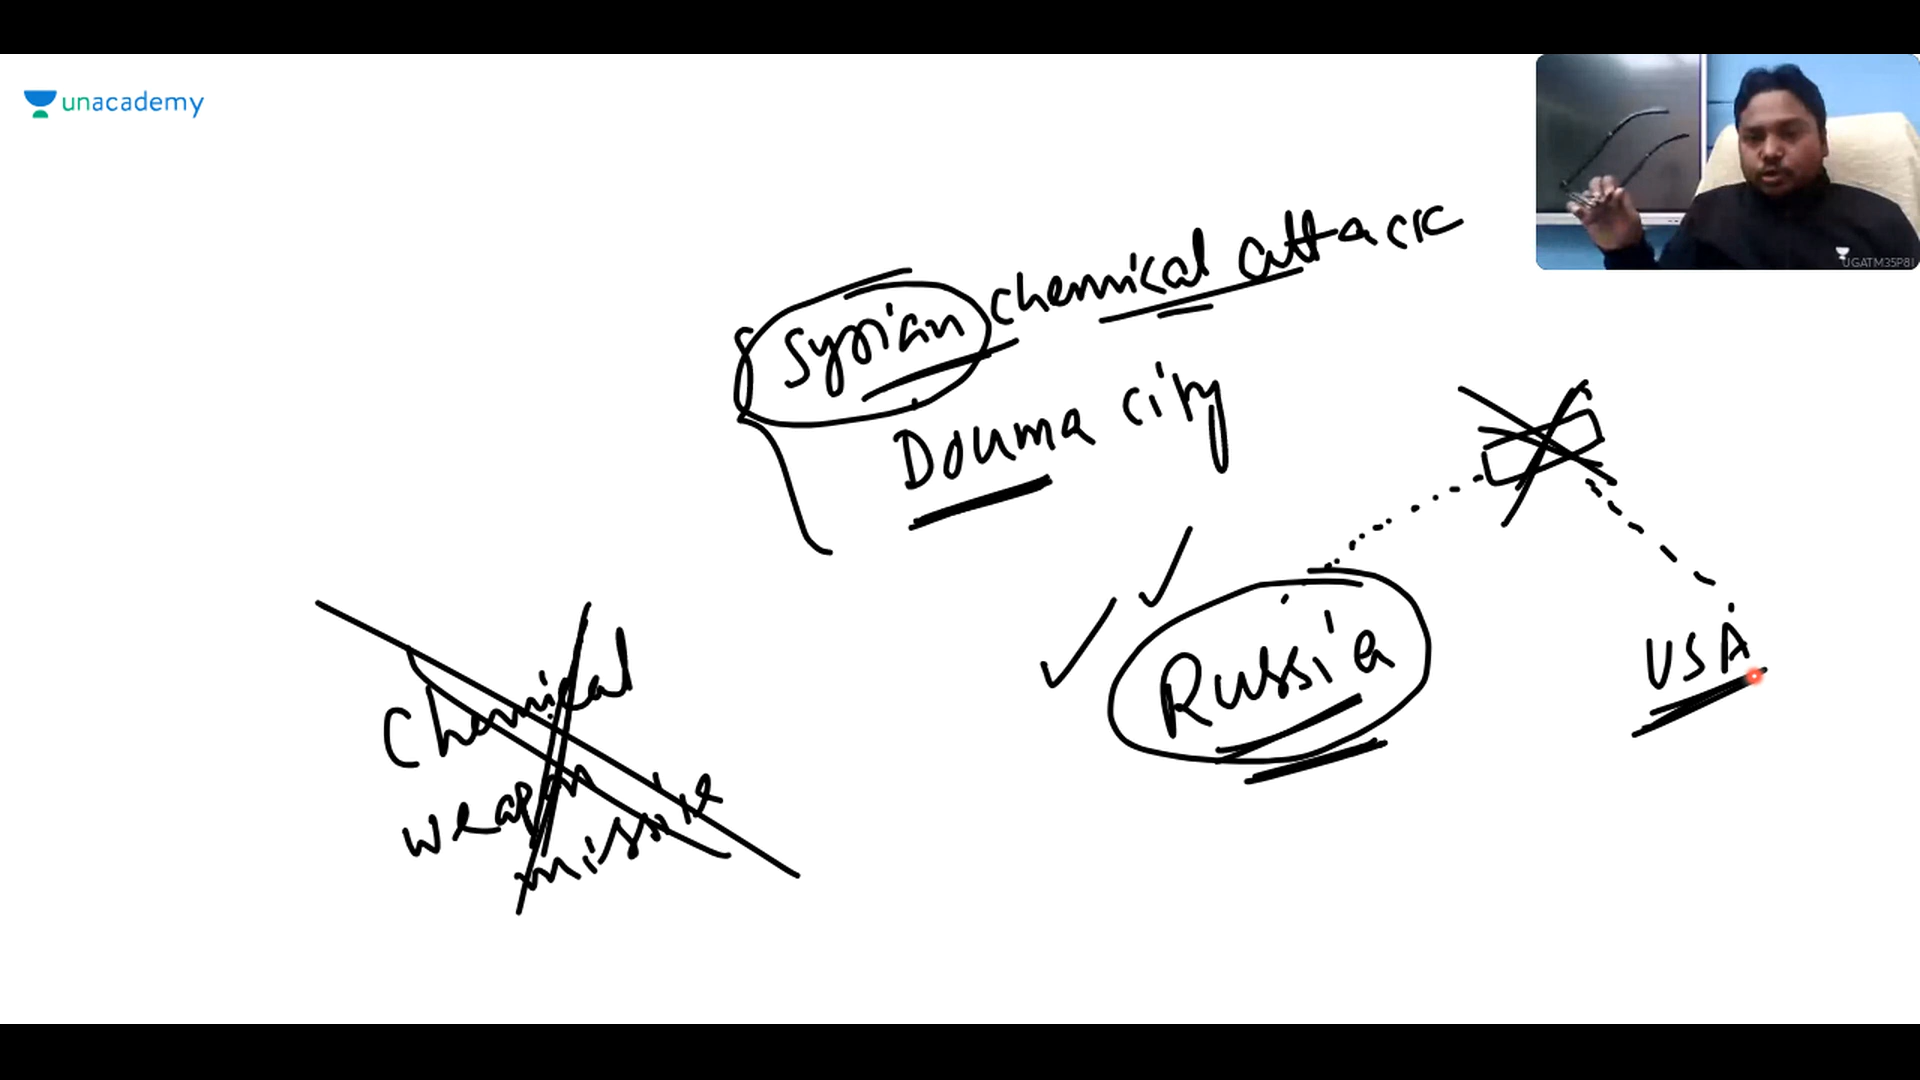 unacademy
UGATM35P8I
Syrian chemical attack
Douma city
Russia
USA
chemical
weapon
missile